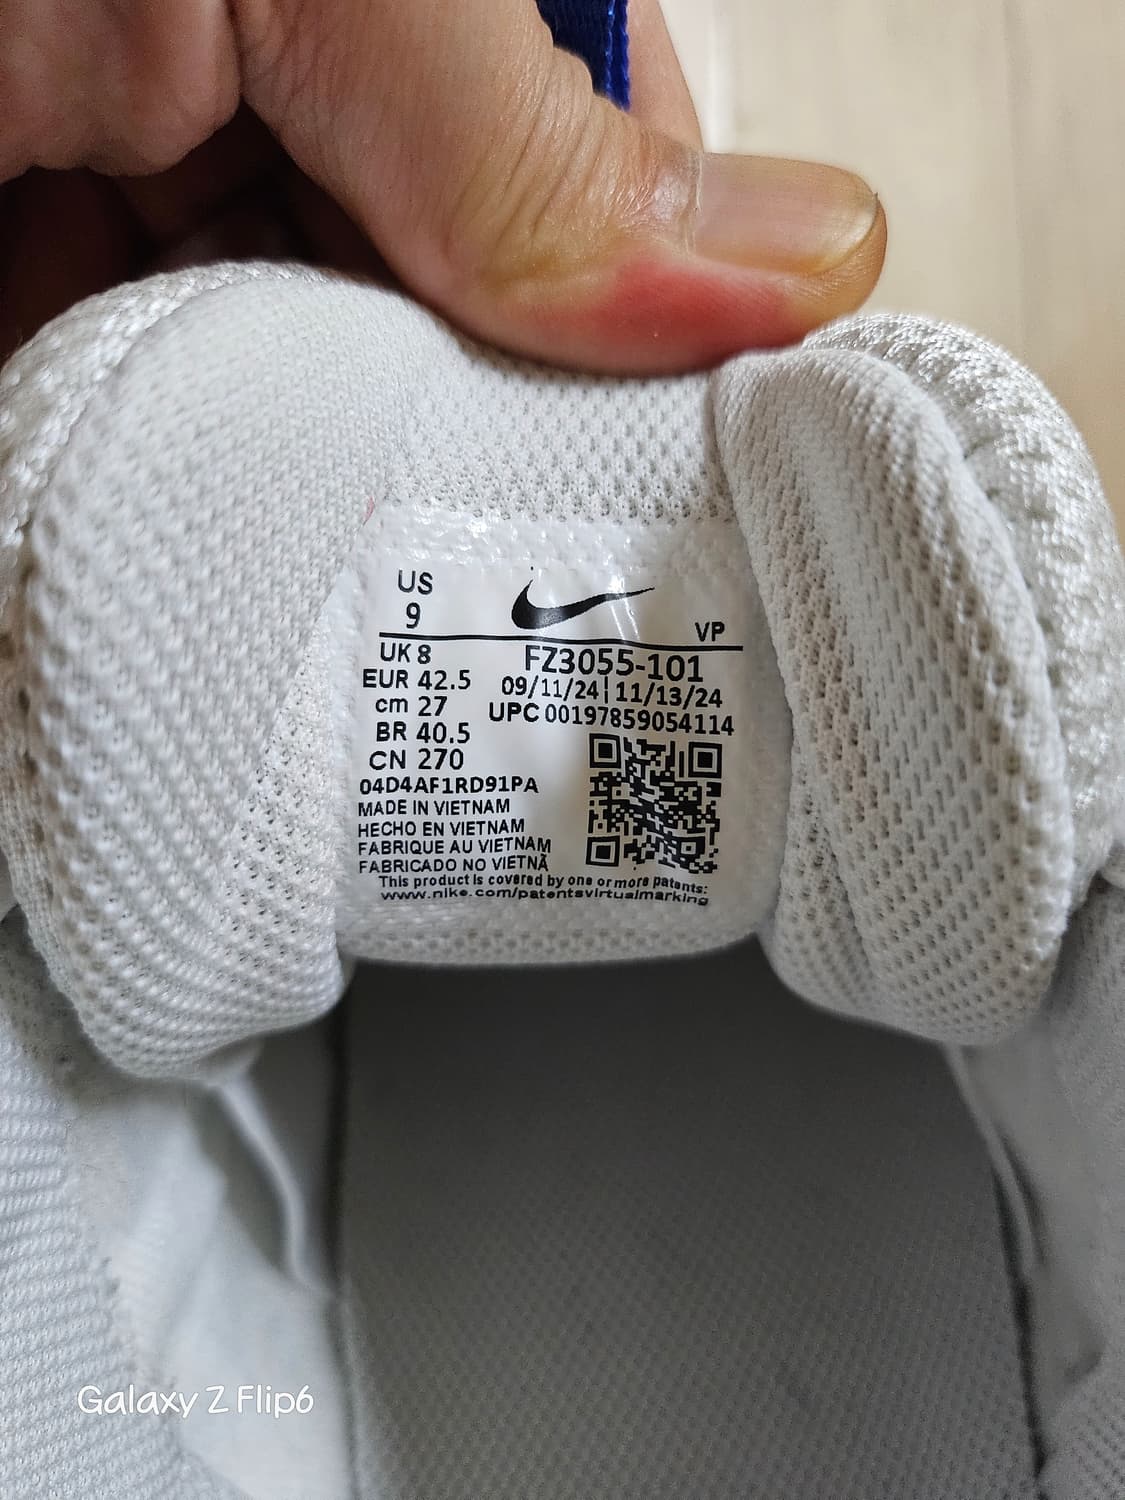 US
9
VP
UK 8
EUR 42.5
cm 27
BR 40.5
CN 270
FZ3055-101
09/11/24 11/13/24
UPC 00197859054114
04D4AF1RD91PA
MADE IN VIETNAM
HECHO EN VIETNAM
FABRIQUE AU VIETNAM
FABRICADO NO VIETNÃ
This product is covered by one or more patents:
www.nike.com/patentsvirtualmarking
Galaxy Z Flip6